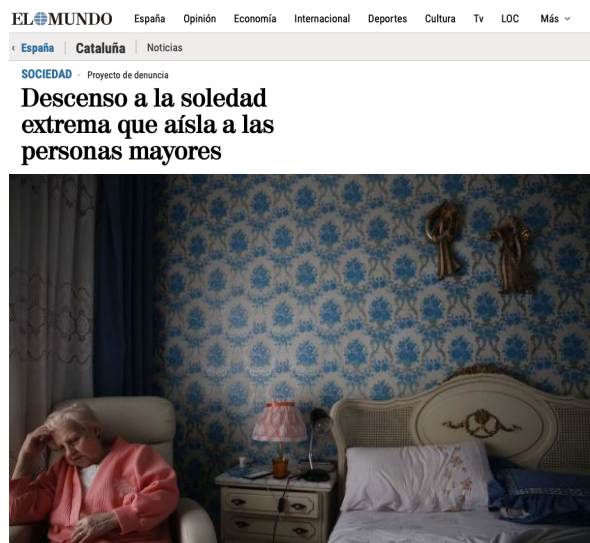 EL MUNDO España Opinión Economía Internacional Deportes Cultura Tv LOC Más
‹ España Cataluña Noticias
SOCIEDAD • Proyecto de denuncia
Descenso a la soledad
extrema que aísla a las
personas mayores